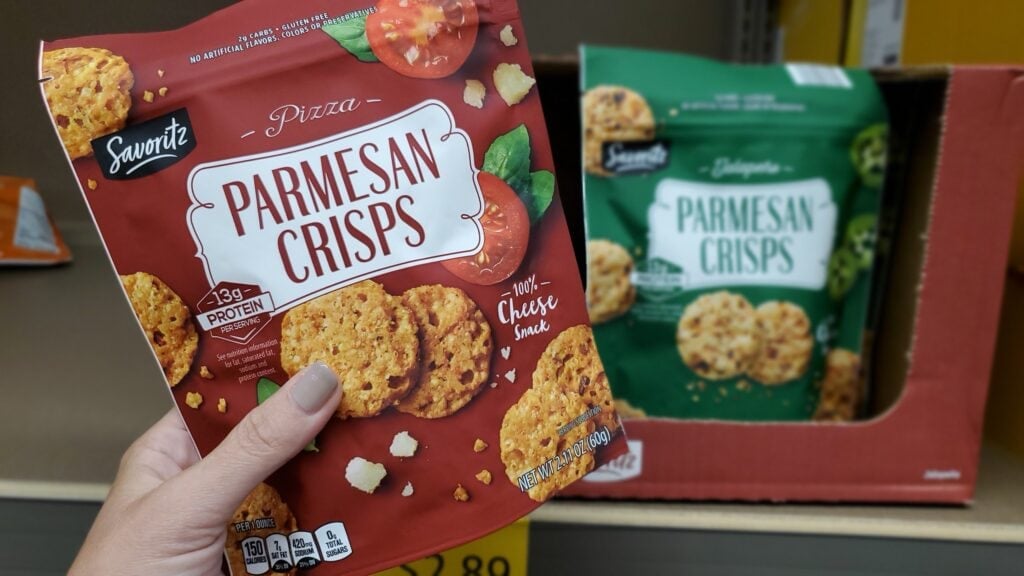 2g CARBS • GLUTEN FREE
NO ARTIFICIAL FLAVORS, COLORS OR PRESERVATIVES
Savoritz
Pizza
PARMESAN
CRISPS
13g
PROTEIN
PER SERVING
See nutrition information
for fat, saturated fat,
sodium and
protein content.
100%
Cheese
Snack
NET WT 2.11 OZ (60g)
PER 1 OUNCE
150
CALORIES
7g
SAT FAT
420mg
SODIUM
0g
TOTAL
SUGARS
Savoritz
Jalapeño
PARMESAN
CRISPS
13g
PROTEIN
Jalapeño
$2.89